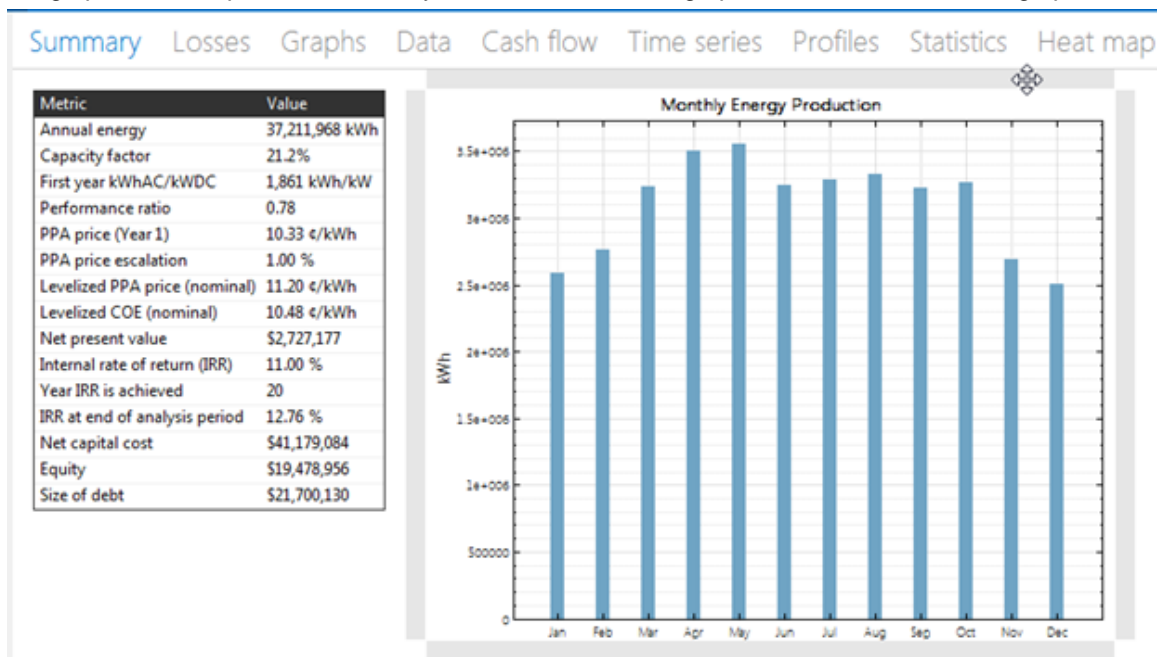 Summary Losses Graphs Data Cash flow Time series Profiles Statistics Heat map
Metric Value
Annual energy 37,211,968 kWh
Capacity factor 21.2%
First year kWhAC/kWDC 1,861 kWh/kW
Performance ratio 0.78
PPA price (Year 1) 10.33 ¢/kWh
PPA price escalation 1.00 %
Levelized PPA price (nominal) 11.20 ¢/kWh
Levelized COE (nominal) 10.48 ¢/kWh
Net present value $2,727,177
Internal rate of return (IRR) 11.00 %
Year IRR is achieved 20
IRR at end of analysis period 12.76 %
Net capital cost $41,179,084
Equity $19,478,956
Size of debt $21,700,130
Monthly Energy Production
3.5e+006
3e+006
2.5e+006
2e+006
kWh
1.5e+006
1e+006
500000
0
Jan Feb Mar Apr May Jun Jul Aug Sep Oct Nov Dec